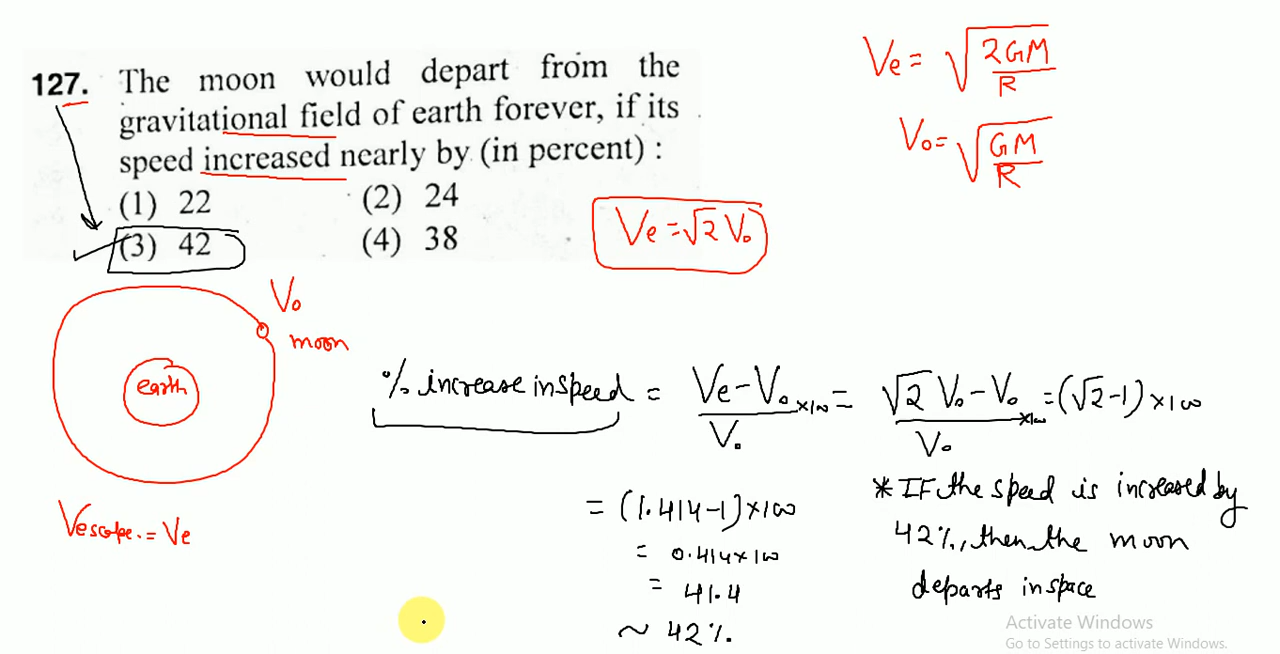 127. The moon would depart from the
gravitational field of earth forever, if its
speed increased nearly by (in percent) :
(1) 22 (2) 24
(3) 42 (4) 38
Ve = √2GM/R
Vo = √GM/R
Ve = √2 Vo
Vo
moon
earth
Vescape. = Ve
% increase in speed = Ve - Vo/Vo ×100 = √2 Vo - Vo/Vo ×100 = (√2-1) ×100
= (1.414-1) ×100
= 0.414×100
= 41.4
~ 42%.
* IF the speed is increased by
42%, then the moon
departs in space
Activate Windows
Go to Settings to activate Windows.